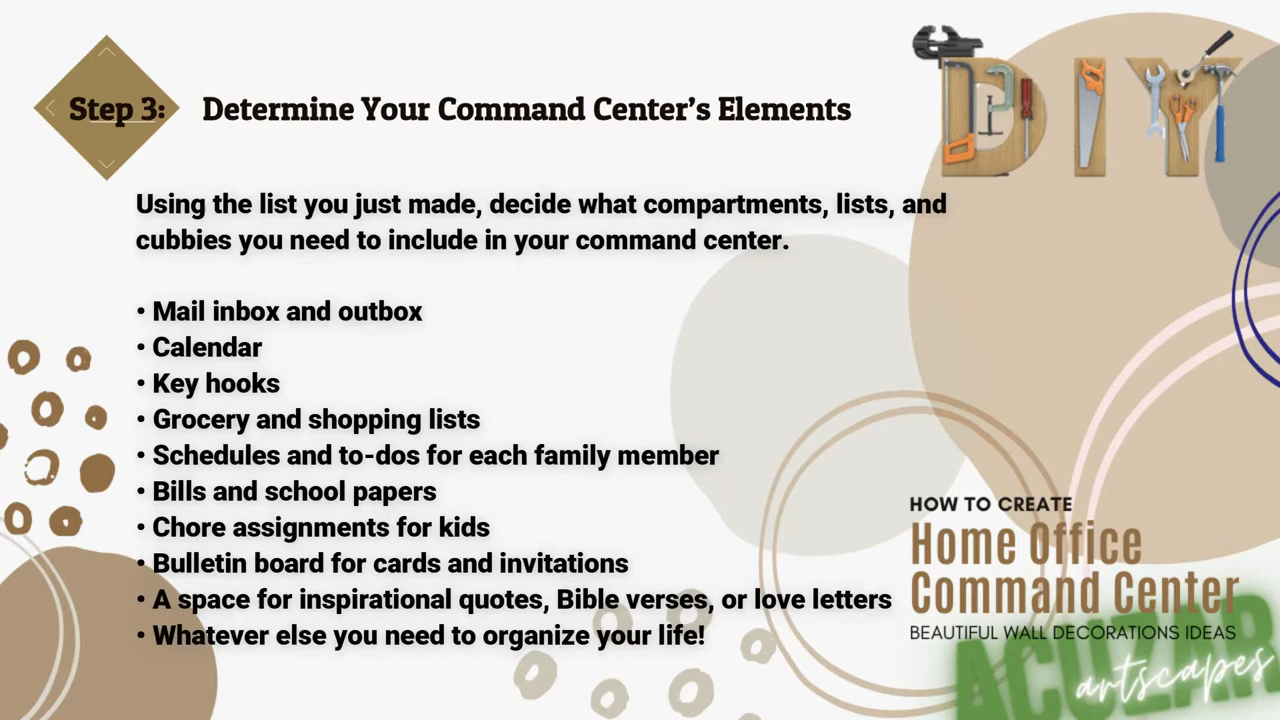 Step 3:
Determine Your Command Center’s Elements
DIY
Using the list you just made, decide what compartments, lists, and
cubbies you need to include in your command center.
• Mail inbox and outbox
• Calendar
• Key hooks
• Grocery and shopping lists
• Schedules and to-dos for each family member
• Bills and school papers
• Chore assignments for kids
• Bulletin board for cards and invitations
• A space for inspirational quotes, Bible verses, or love letters
• Whatever else you need to organize your life!
HOW TO CREATE
Home Office
Command Center
BEAUTIFUL WALL DECORATIONS IDEAS
ACUZAR
artscapes